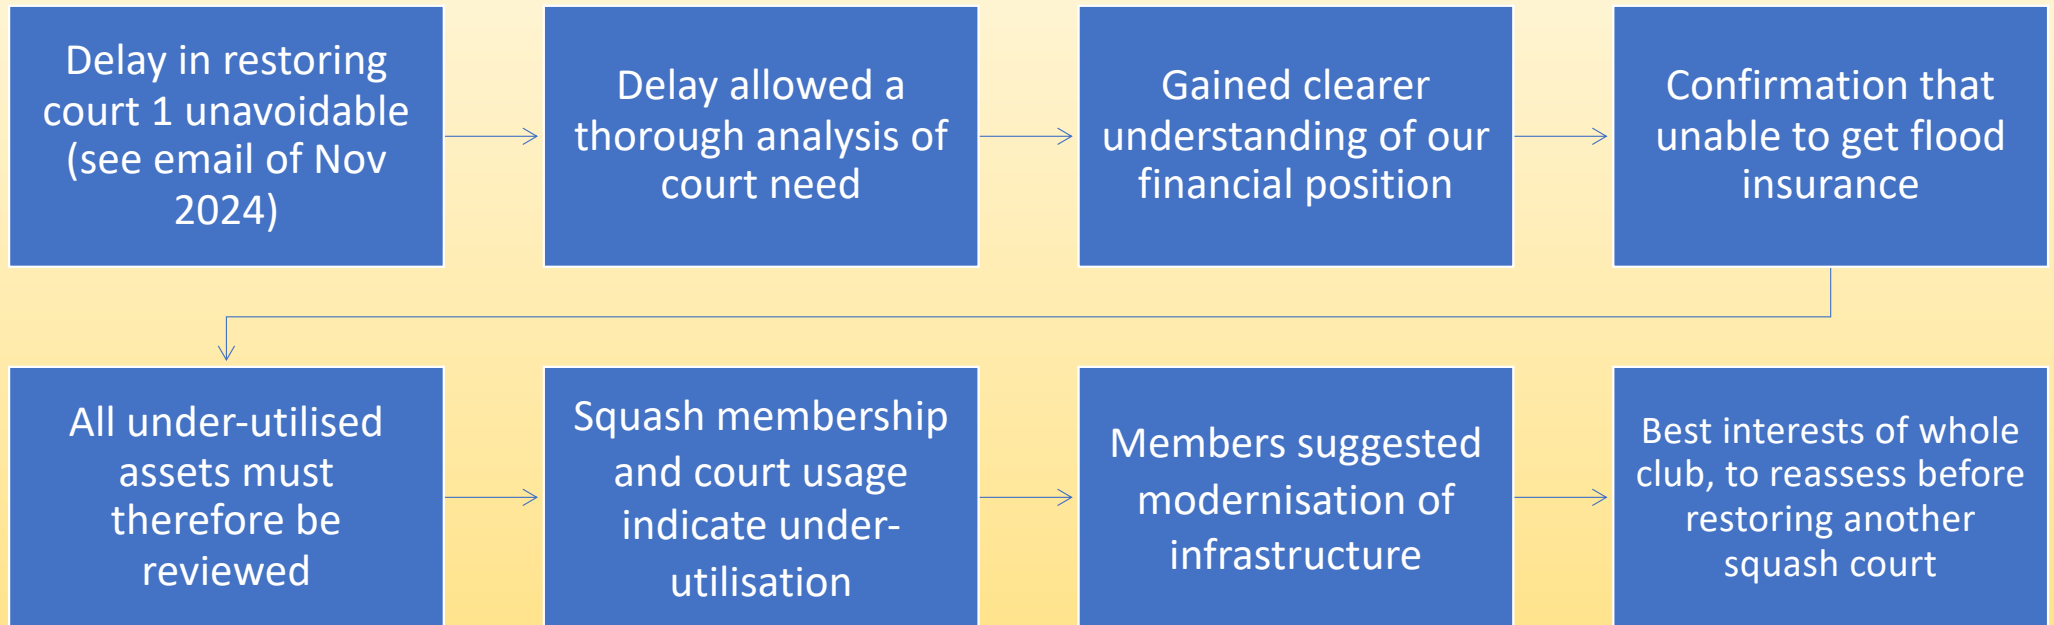 Delay in restoring
court 1 unavoidable
(see email of Nov
2024)
Delay allowed a
thorough analysis of
court need
Gained clearer
understanding of our
financial position
Confirmation that
unable to get flood
insurance
All under-utilised
assets must
therefore be
reviewed
Squash membership
and court usage
indicate under-
utilisation
Members suggested
modernisation of
infrastructure
Best interests of whole
club, to reassess before
restoring another
squash court